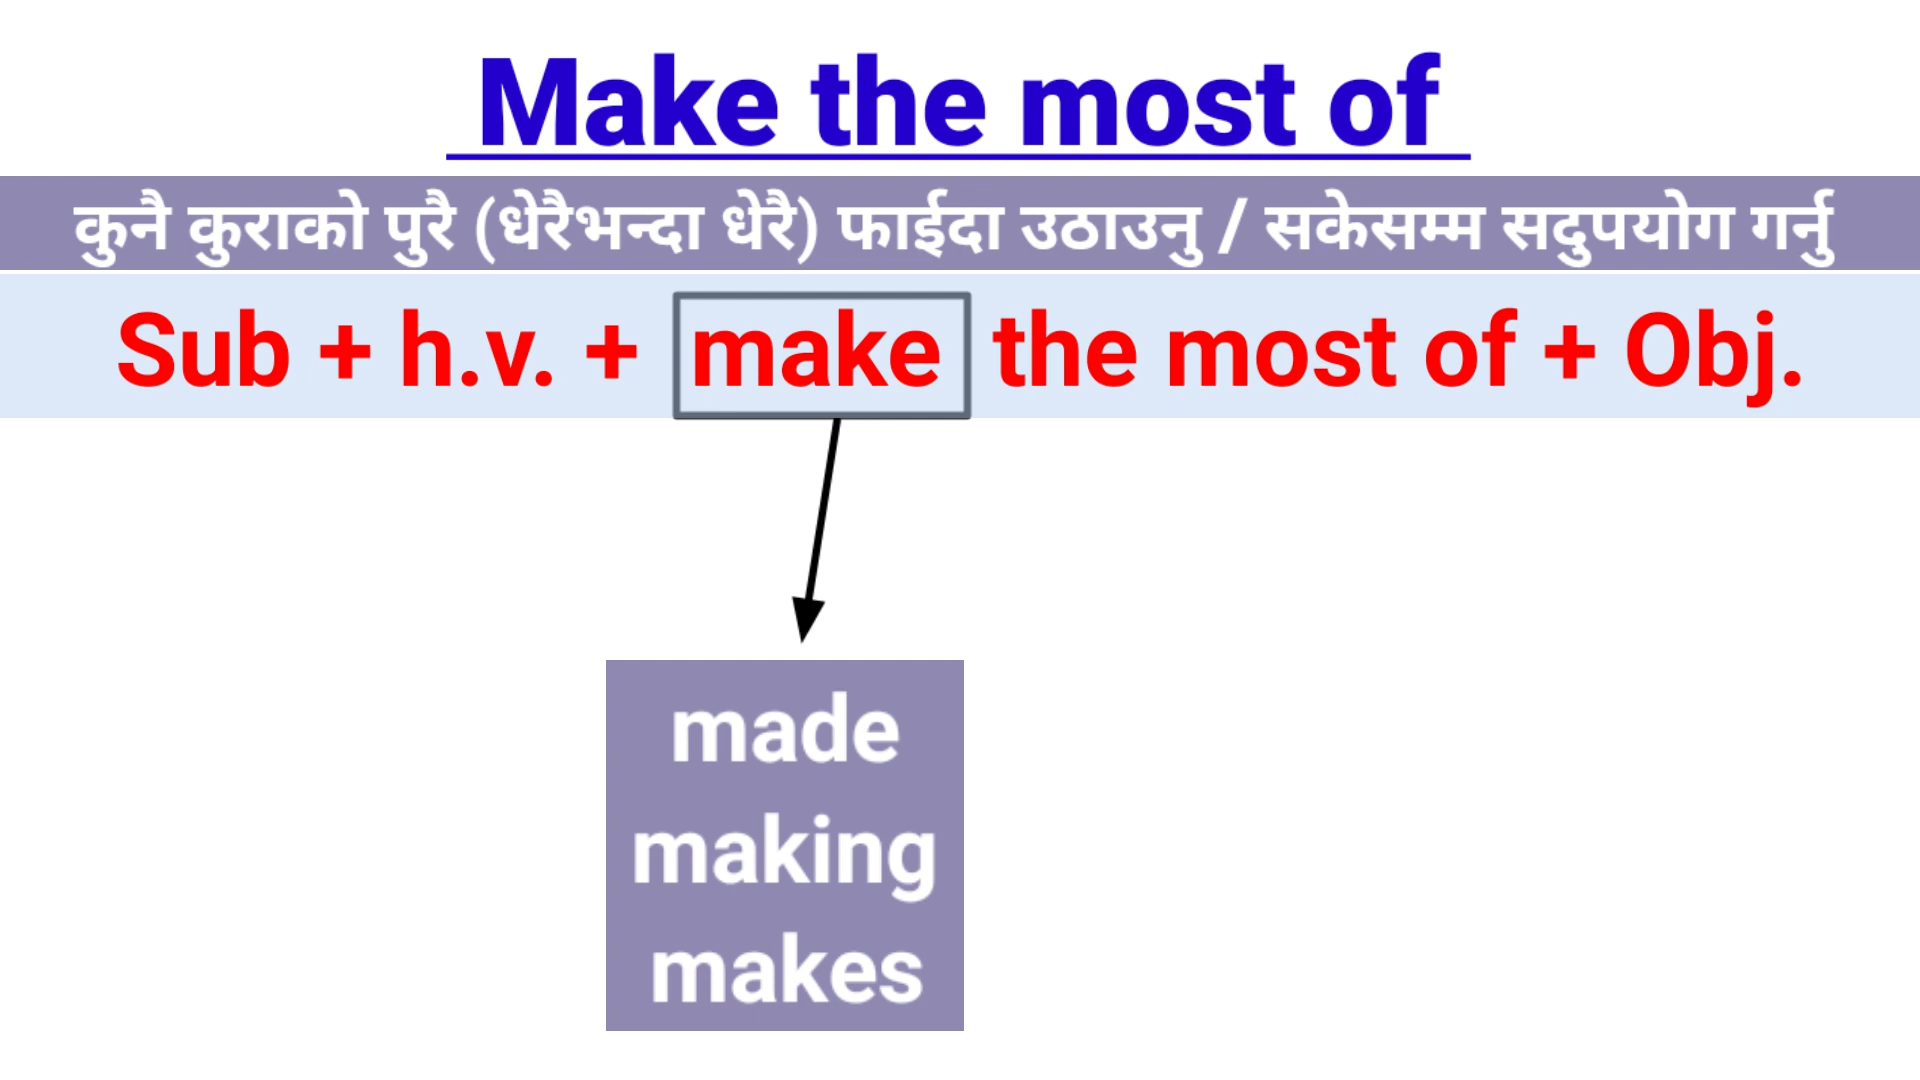 Make the most of
कुनै कुराको पुरै (धेरैभन्दा धेरै) फाईदा उठाउनु / सकेसम्म सदुपयोग गर्नु
Sub + h.v. + make the most of + Obj.
made
making
makes